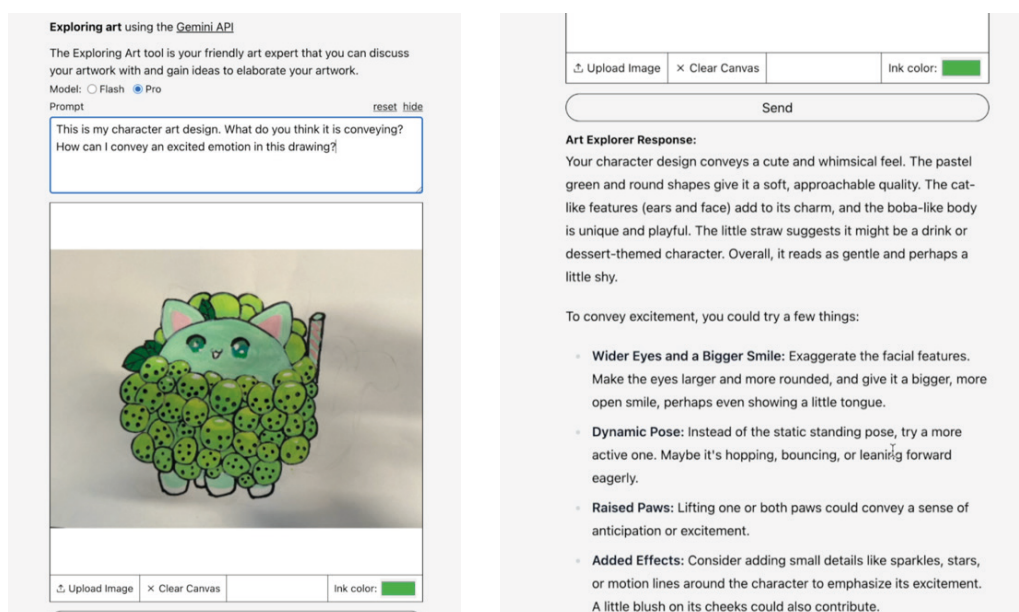 Exploring art using the Gemini API
The Exploring Art tool is your friendly art expert that you can discuss
your artwork with and gain ideas to elaborate your artwork.
Model: Flash Pro
Prompt reset hide
This is my character art design. What do you think it is conveying?
How can I convey an excited emotion in this drawing?
Upload Image × Clear Canvas Ink color:
Upload Image × Clear Canvas Ink color:
Send
Art Explorer Response:
Your character design conveys a cute and whimsical feel. The pastel
green and round shapes give it a soft, approachable quality. The cat-
like features (ears and face) add to its charm, and the boba-like body
is unique and playful. The little straw suggests it might be a drink or
dessert-themed character. Overall, it reads as gentle and perhaps a
little shy.
To convey excitement, you could try a few things:
Wider Eyes and a Bigger Smile: Exaggerate the facial features.
Make the eyes larger and more rounded, and give it a bigger, more
open smile, perhaps even showing a little tongue.
Dynamic Pose: Instead of the static standing pose, try a more
active one. Maybe it's hopping, bouncing, or leaning forward
eagerly.
Raised Paws: Lifting one or both paws could convey a sense of
anticipation or excitement.
Added Effects: Consider adding small details like sparkles, stars,
or motion lines around the character to emphasize its excitement.
A little blush on its cheeks could also contribute.